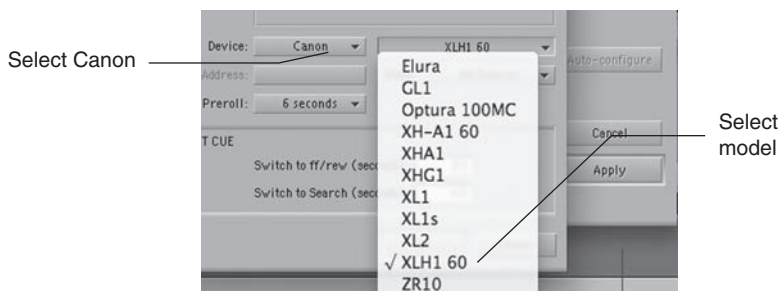 Select Canon
Device: Canon XLH1 60
Address:
Preroll: 6 seconds
Auto-configure
Elura
GL1
Optura 100MC
XH-A1 60
XHA1
XHG1
XL1
XL1s
XL2
√ XLH1 60
ZR10
T CUE
Switch to ff/rew (sec
Switch to Search (sec
Cancel
Apply
Select
model